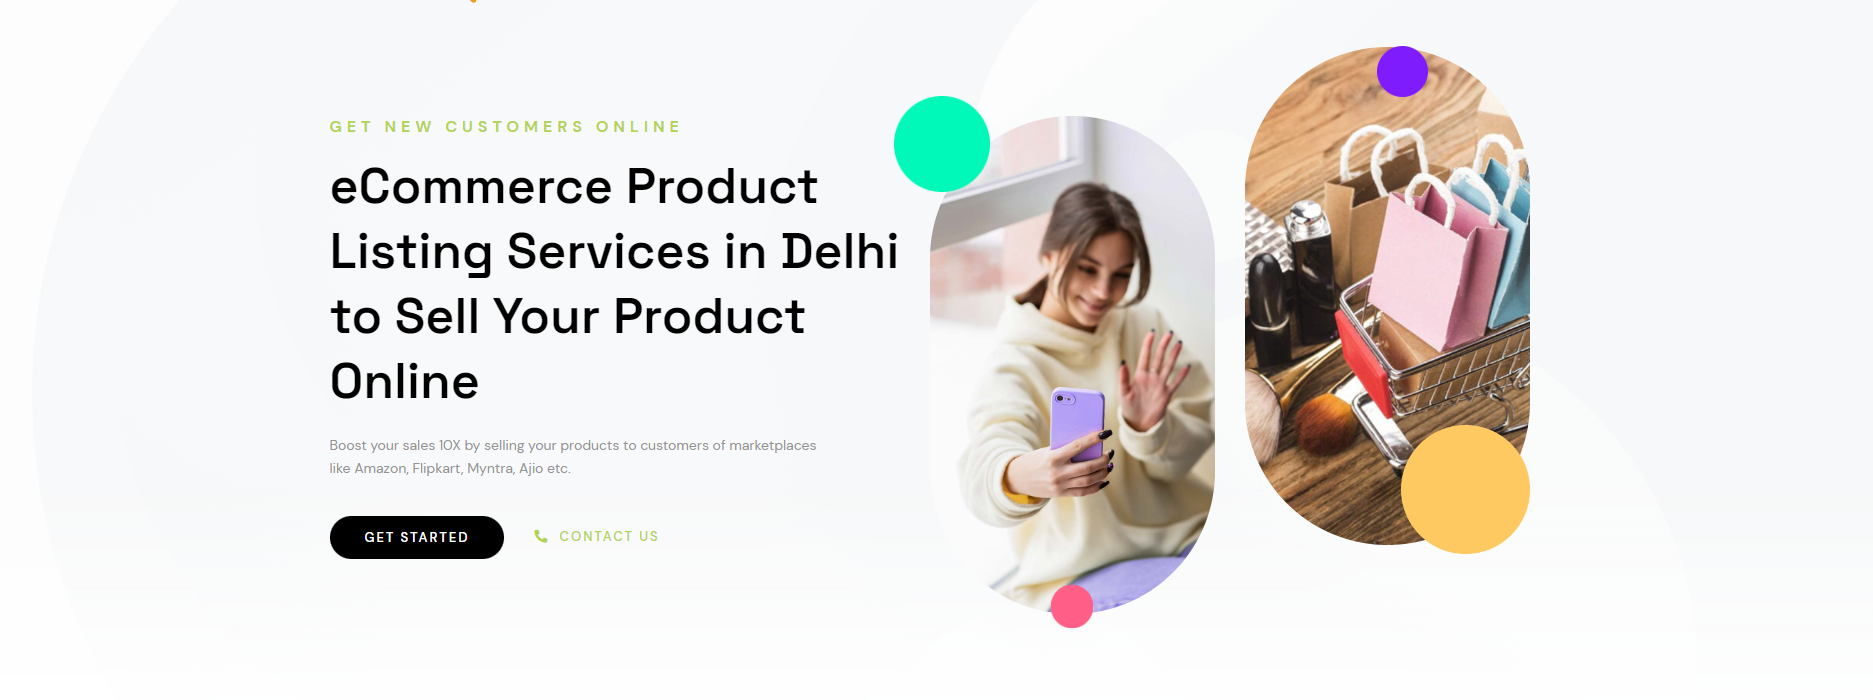 GET NEW CUSTOMERS ONLINE
eCommerce Product
Listing Services in Delhi
to Sell Your Product
Online
Boost your sales 10X by selling your products to customers of marketplaces
like Amazon, Flipkart, Myntra, Ajio etc.
GET STARTED
CONTACT US